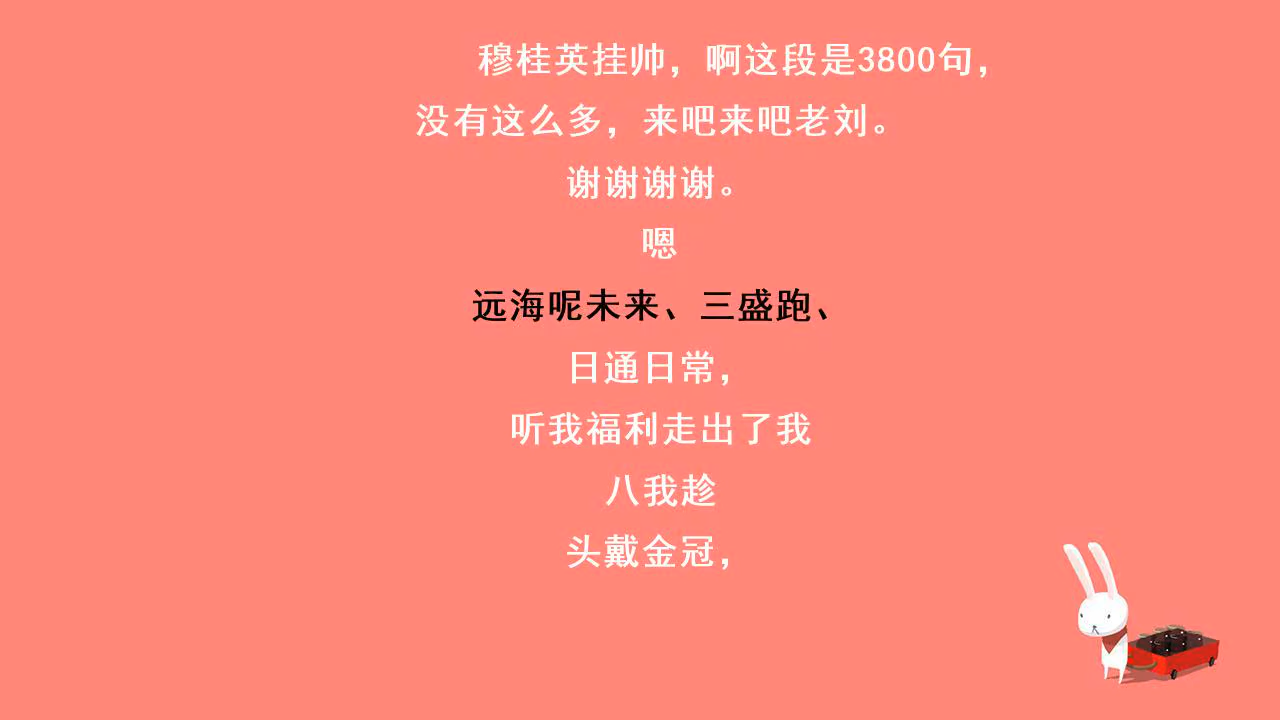 穆桂英挂帅，啊这段是3800句，
没有这么多，来吧来吧老刘。
谢谢谢谢。
嗯
远海呢未来、三盛跑、
日通日常，
听我福利走出了我
八我趁
头戴金冠，